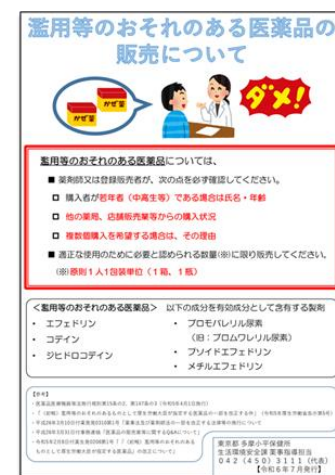 濫用等のおそれのある医薬品の
販売について
かぜ薬
かぜ薬
ダメ!
濫用等のおそれのある医薬品については、
■ 薬剤師又は登録販売者が、次の点を必ず確認してください。
□ 購入者が若年者(中高生等)である場合は氏名・年齢
□ 他の薬局、店舗販売業等からの購入状況
□ 複数個購入を希望する場合は、その理由
■ 適正な使用のために必要と認められる数量(※)に限り販売してください。
(※)原則1人1包装単位(1箱、1瓶)
<濫用等のおそれのある医薬品> 以下の成分を有効成分として含有する製剤
・ エフェドリン
・ コデイン
・ ジヒドロコデイン
・ ブロモバレリル尿素
(旧:ブロムワレリル尿素)
・ プソイドエフェドリン
・ メチルエフェドリン
【参考】
東京都 多摩小平保健所
生活環境安全課 薬事指導担当
042(450)3111(代表)
【令和6年7月発行】